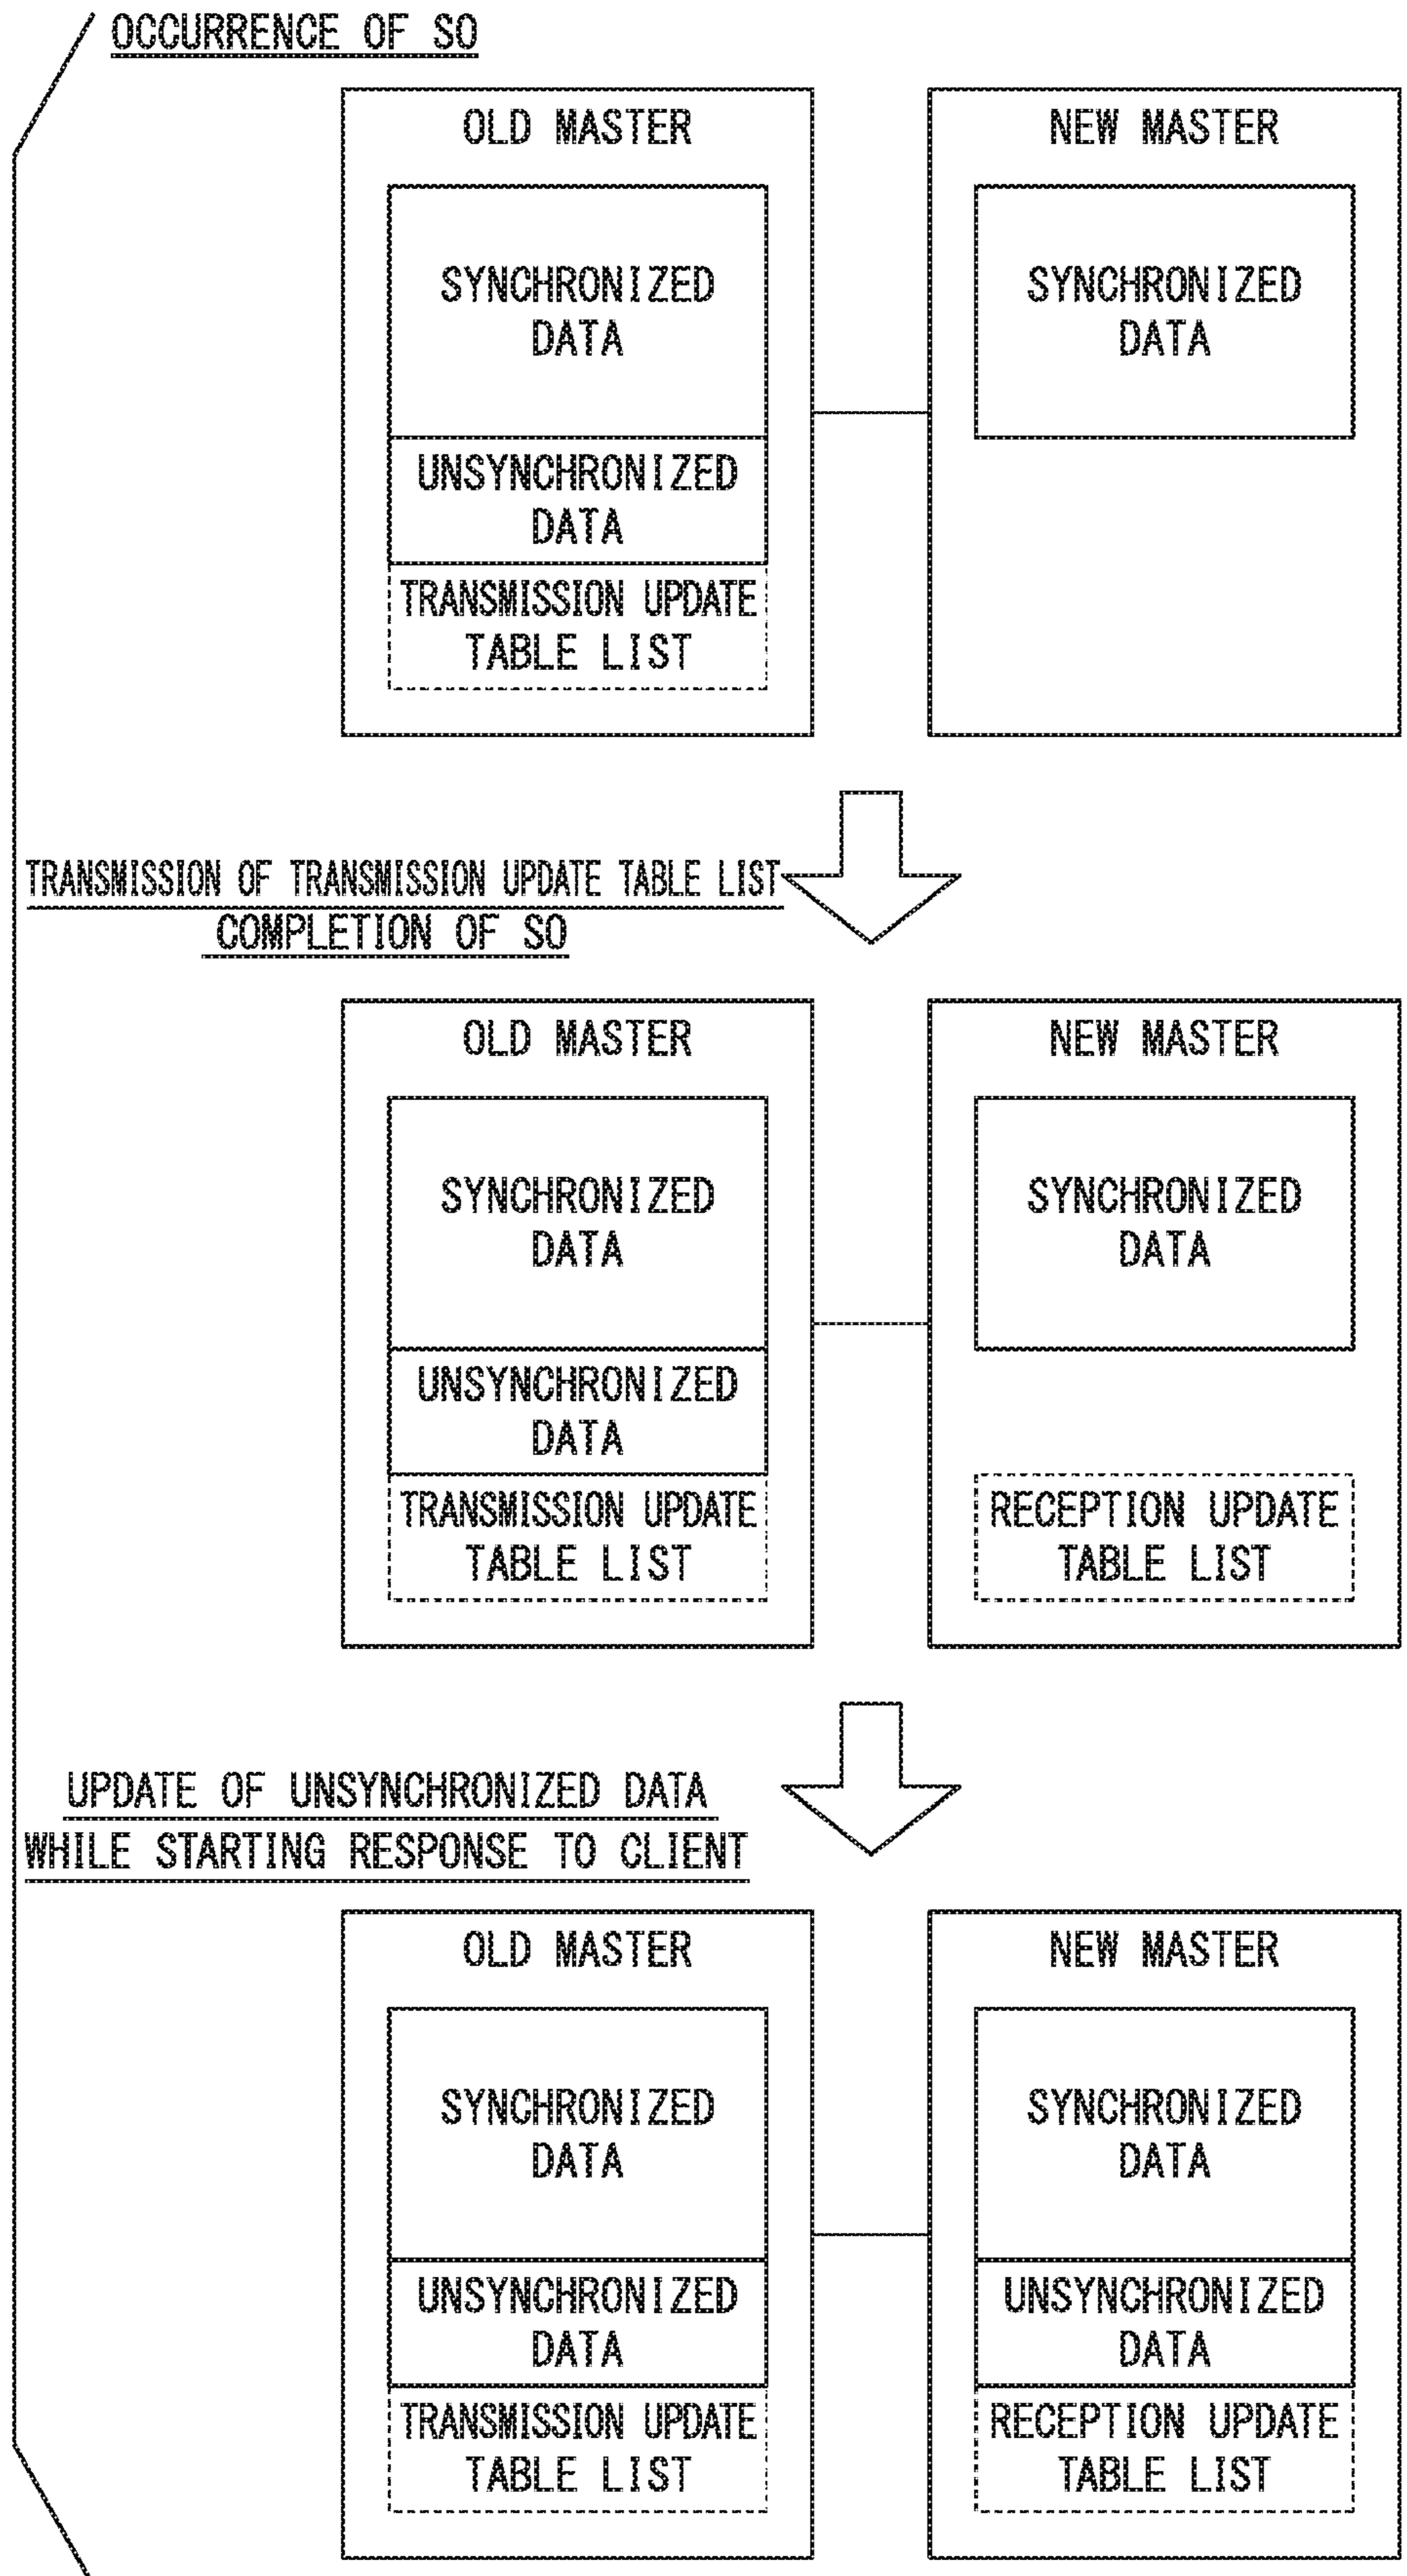 OCCURRENCE OF SO
OLD MASTER
SYNCHRONIZED
DATA
UNSYNCHRONIZED
DATA
TRANSMISSION UPDATE
TABLE LIST
NEW MASTER
SYNCHRONIZED
DATA
TRANSMISSION OF TRANSMISSION UPDATE TABLE LIST
COMPLETION OF SO
OLD MASTER
SYNCHRONIZED
DATA
UNSYNCHRONIZED
DATA
TRANSMISSION UPDATE
TABLE LIST
NEW MASTER
SYNCHRONIZED
DATA
RECEPTION UPDATE
TABLE LIST
UPDATE OF UNSYNCHRONIZED DATA
WHILE STARTING RESPONSE TO CLIENT
OLD MASTER
SYNCHRONIZED
DATA
UNSYNCHRONIZED
DATA
TRANSMISSION UPDATE
TABLE LIST
NEW MASTER
SYNCHRONIZED
DATA
UNSYNCHRONIZED
DATA
RECEPTION UPDATE
TABLE LIST